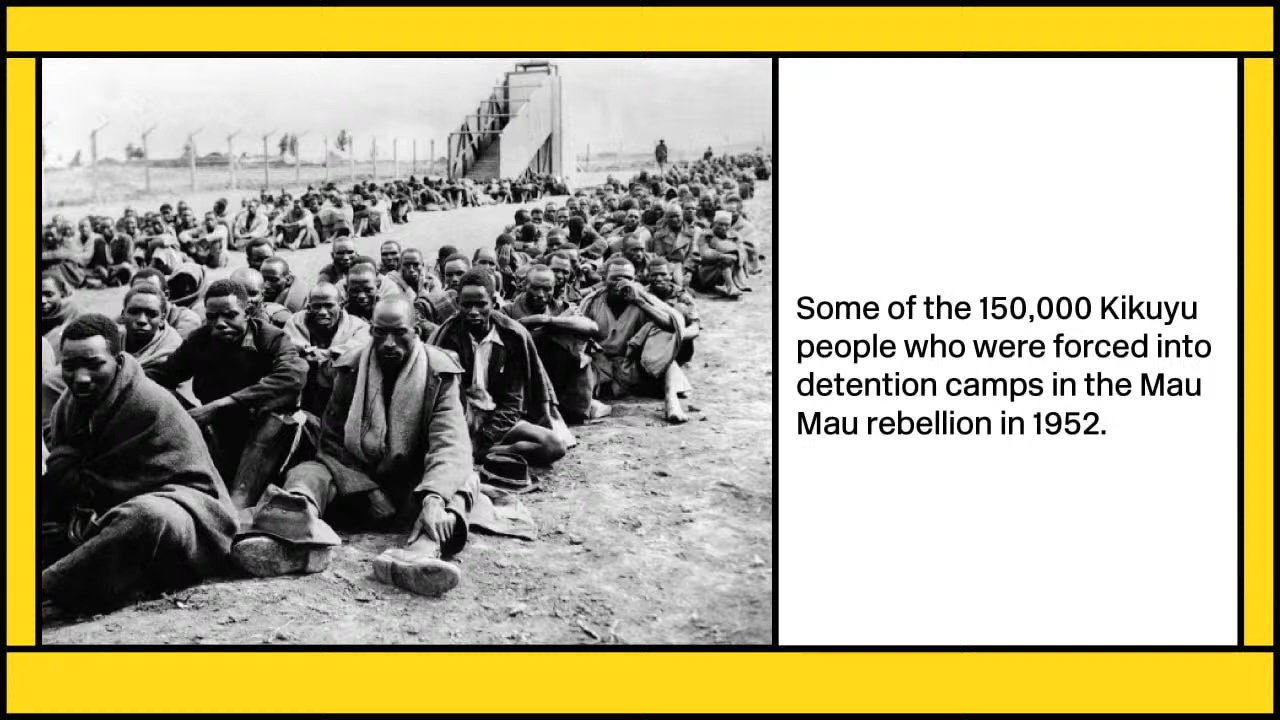 Some of the 150,000 Kikuyu
people who were forced into
detention camps in the Mau
Mau rebellion in 1952.